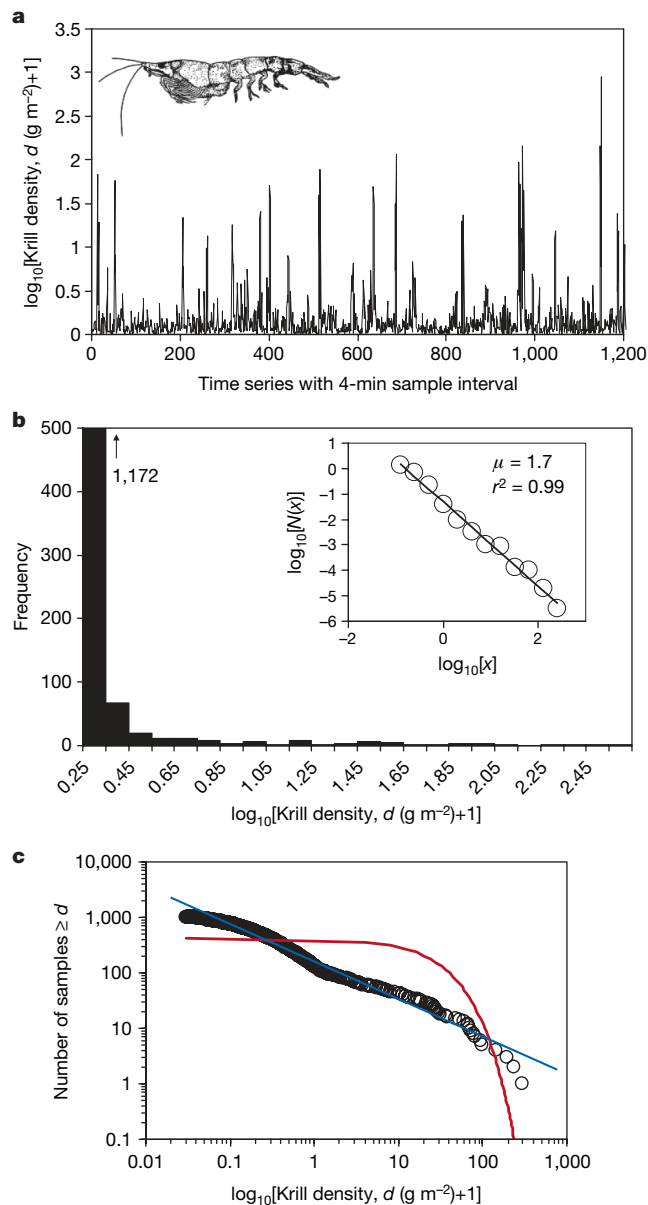 a
3.5
3
2.5
2
1.5
1
0.5
0
log₁₀[Krill density, d (g m⁻²)+1]
0 200 400 600 800 1,000 1,200
Time series with 4-min sample interval
b
500
400
300
200
100
0
Frequency
1,172
1
0
−1
−2
−3
−4
−5
−6
log₁₀[N(x)]
μ = 1.7
r² = 0.99
−2 0 2
log₁₀[x]
0.25 0.45 0.65 0.85 1.05 1.25 1.45 1.65 1.85 2.05 2.25 2.45
log₁₀[Krill density, d (g m⁻²)+1]
c
10,000
1,000
100
10
1
0.1
Number of samples ≥ d
0.01 0.1 1 10 100 1,000
log₁₀[Krill density, d (g m⁻²)+1]